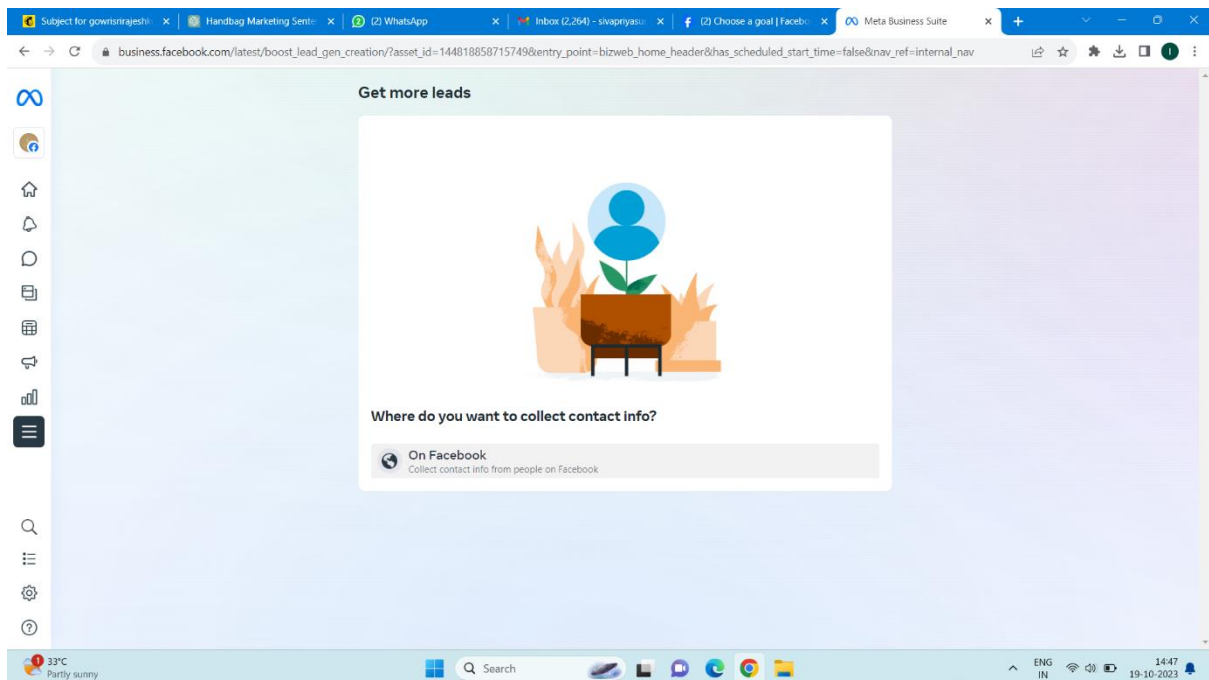 Subject for gowrisrirajeshk
Handbag Marketing Sente
(2) WhatsApp
Inbox (2,264) - sivapriyasur
(2) Choose a goal | Facebo
Meta Business Suite
business.facebook.com/latest/boost_lead_gen_creation/?asset_id=144818858715749&entry_point=bizweb_home_header&has_scheduled_start_time=false&nav_ref=internal_nav
I
Get more leads
Where do you want to collect contact info?
On Facebook
Collect contact info from people on Facebook
1
33°C
Partly sunny
Search
ENG
IN
14:47
19-10-2023